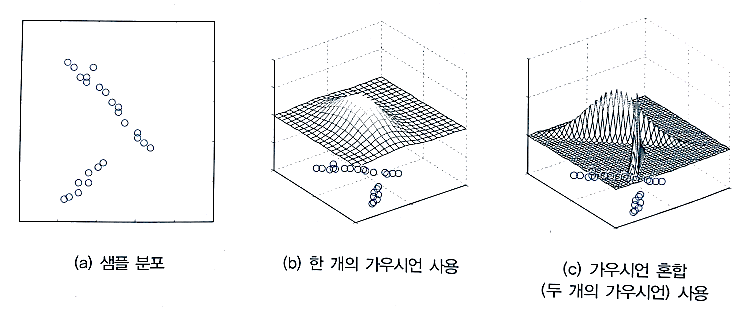 (a) 샘플 분포
(b) 한 개의 가우시언 사용
(c) 가우시언 혼합
(두 개의 가우시언) 사용